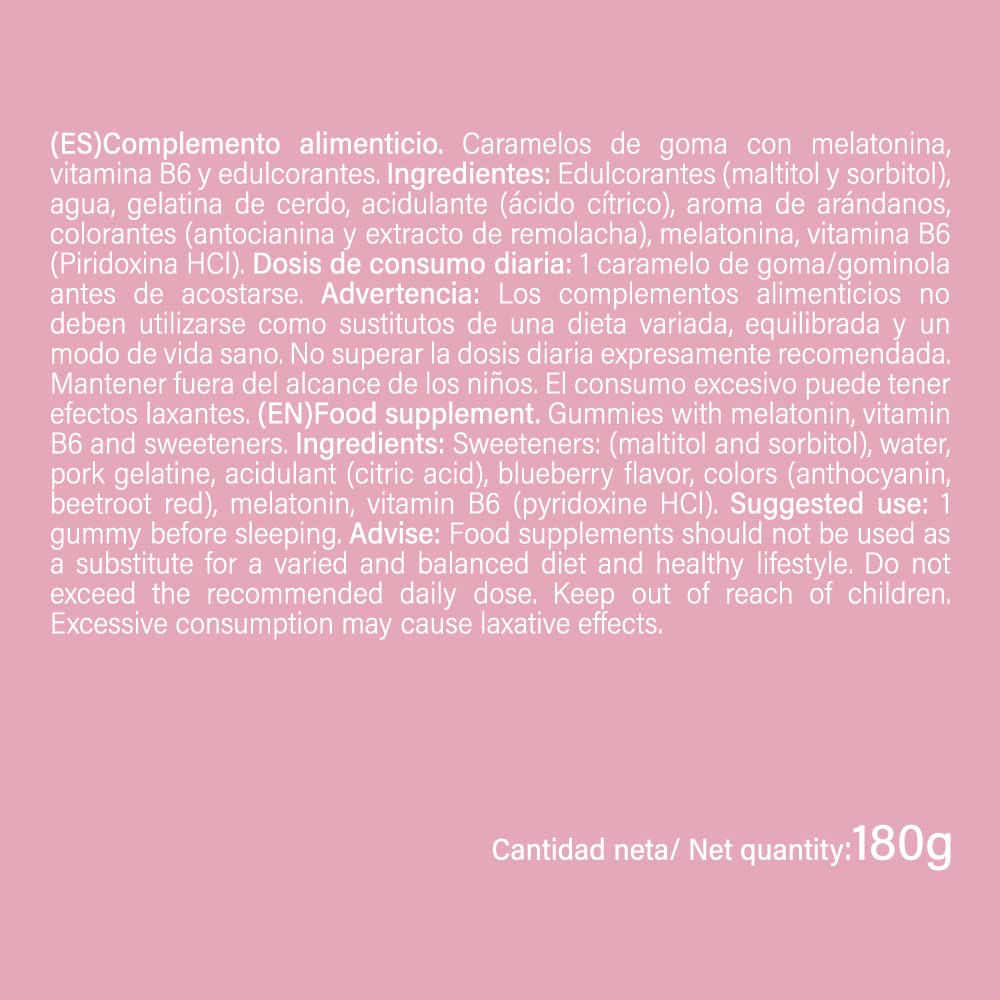 (ES)Complemento alimenticio. Caramelos de goma con melatonina,
vitamina B6 y edulcorantes. Ingredientes: Edulcorantes (maltitol y sorbitol),
agua, gelatina de cerdo, acidulante (ácido cítrico), aroma de arándanos,
colorantes (antocianina y extracto de remolacha), melatonina, vitamina B6
(Piridoxina HCl). Dosis de consumo diaria: 1 caramelo de goma/gominola
antes de acostarse. Advertencia: Los complementos alimenticios no
deben utilizarse como sustitutos de una dieta variada, equilibrada y un
modo de vida sano. No superar la dosis diaria expresamente recomendada.
Mantener fuera del alcance de los niños. El consumo excesivo puede tener
efectos laxantes. (EN)Food supplement. Gummies with melatonin, vitamin
B6 and sweeteners. Ingredients: Sweeteners: (maltitol and sorbitol), water,
pork gelatine, acidulant (citric acid), blueberry flavor, colors (anthocyanin,
beetroot red), melatonin, vitamin B6 (pyridoxine HCl). Suggested use: 1
gummy before sleeping. Advise: Food supplements should not be used as
a substitute for a varied and balanced diet and healthy lifestyle. Do not
exceed the recommended daily dose. Keep out of reach of children.
Excessive consumption may cause laxative effects.
Cantidad neta/ Net quantity:180g